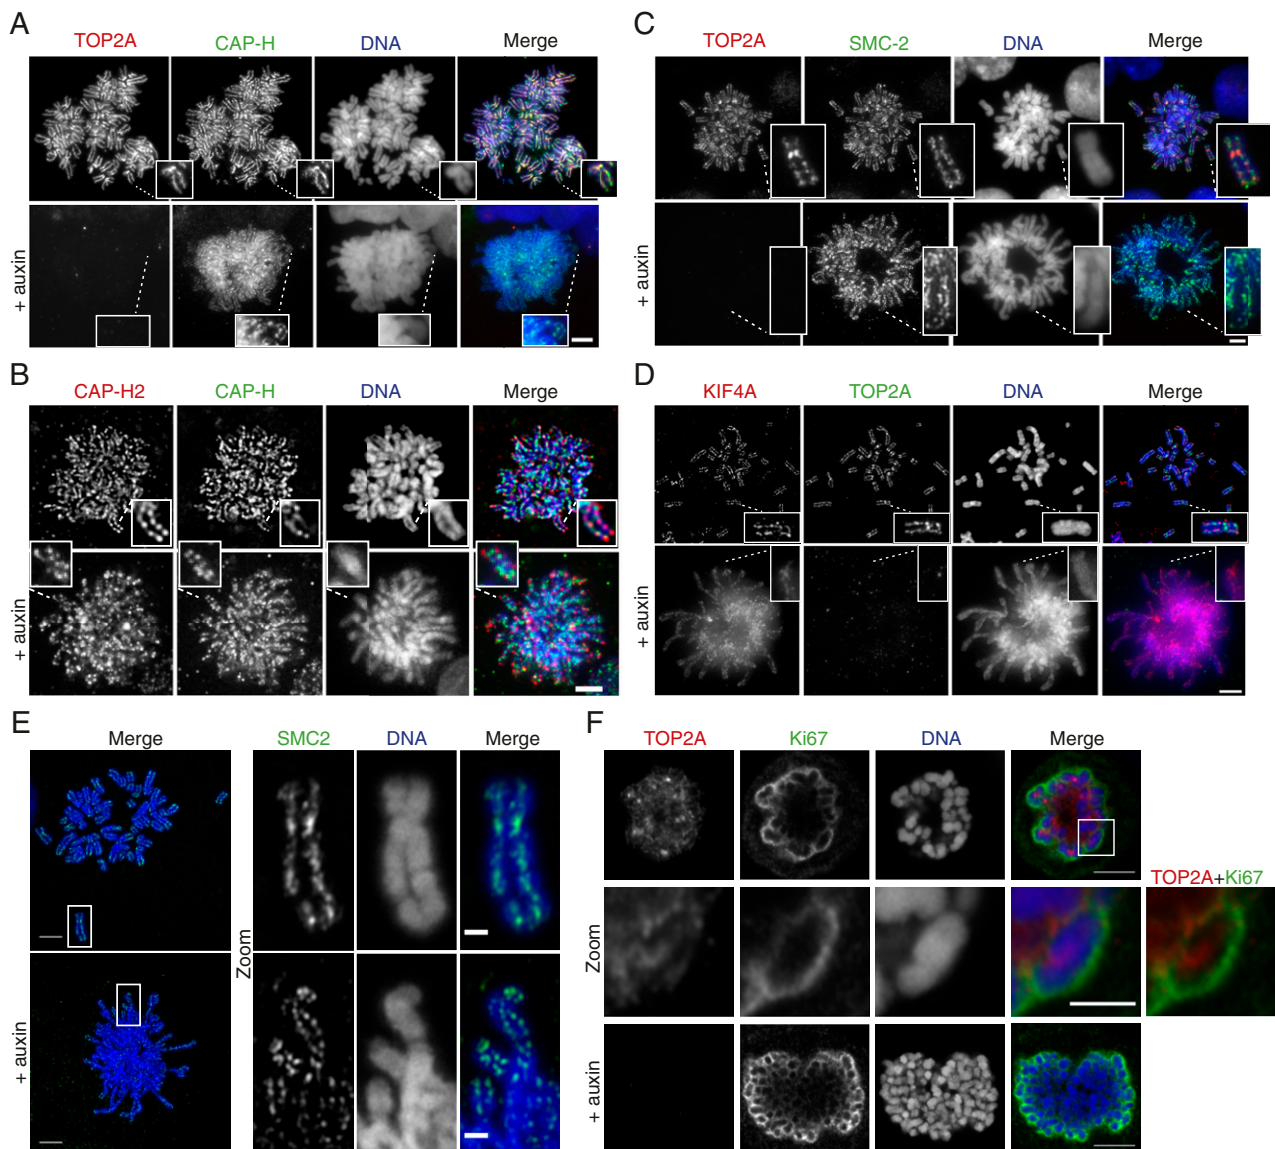 A
TOP2A CAP-H DNA Merge
+ auxin
B
CAP-H2 CAP-H DNA Merge
+ auxin
C
TOP2A SMC-2 DNA Merge
+ auxin
D
KIF4A TOP2A DNA Merge
+ auxin
E
Merge SMC2 DNA Merge
Zoom
+ auxin
F
TOP2A Ki67 DNA Merge
Zoom
TOP2A+Ki67
+ auxin